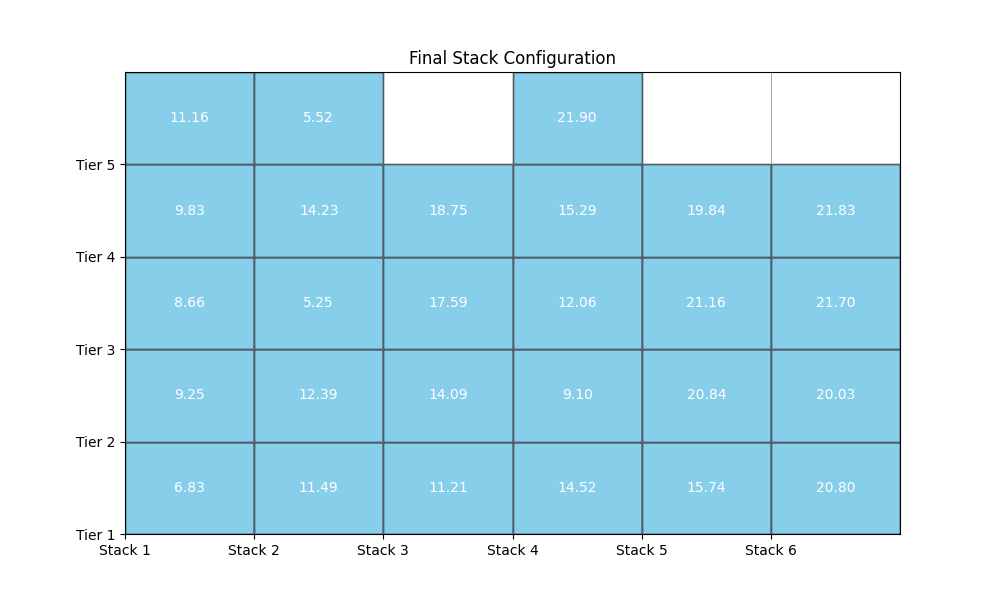 Final Stack Configuration
11.16 5.52 21.90
Tier 5
9.83 14.23 18.75 15.29 19.84 21.83
Tier 4
8.66 5.25 17.59 12.06 21.16 21.70
Tier 3
9.25 12.39 14.09 9.10 20.84 20.03
Tier 2
6.83 11.49 11.21 14.52 15.74 20.80
Tier 1
Stack 1 Stack 2 Stack 3 Stack 4 Stack 5 Stack 6